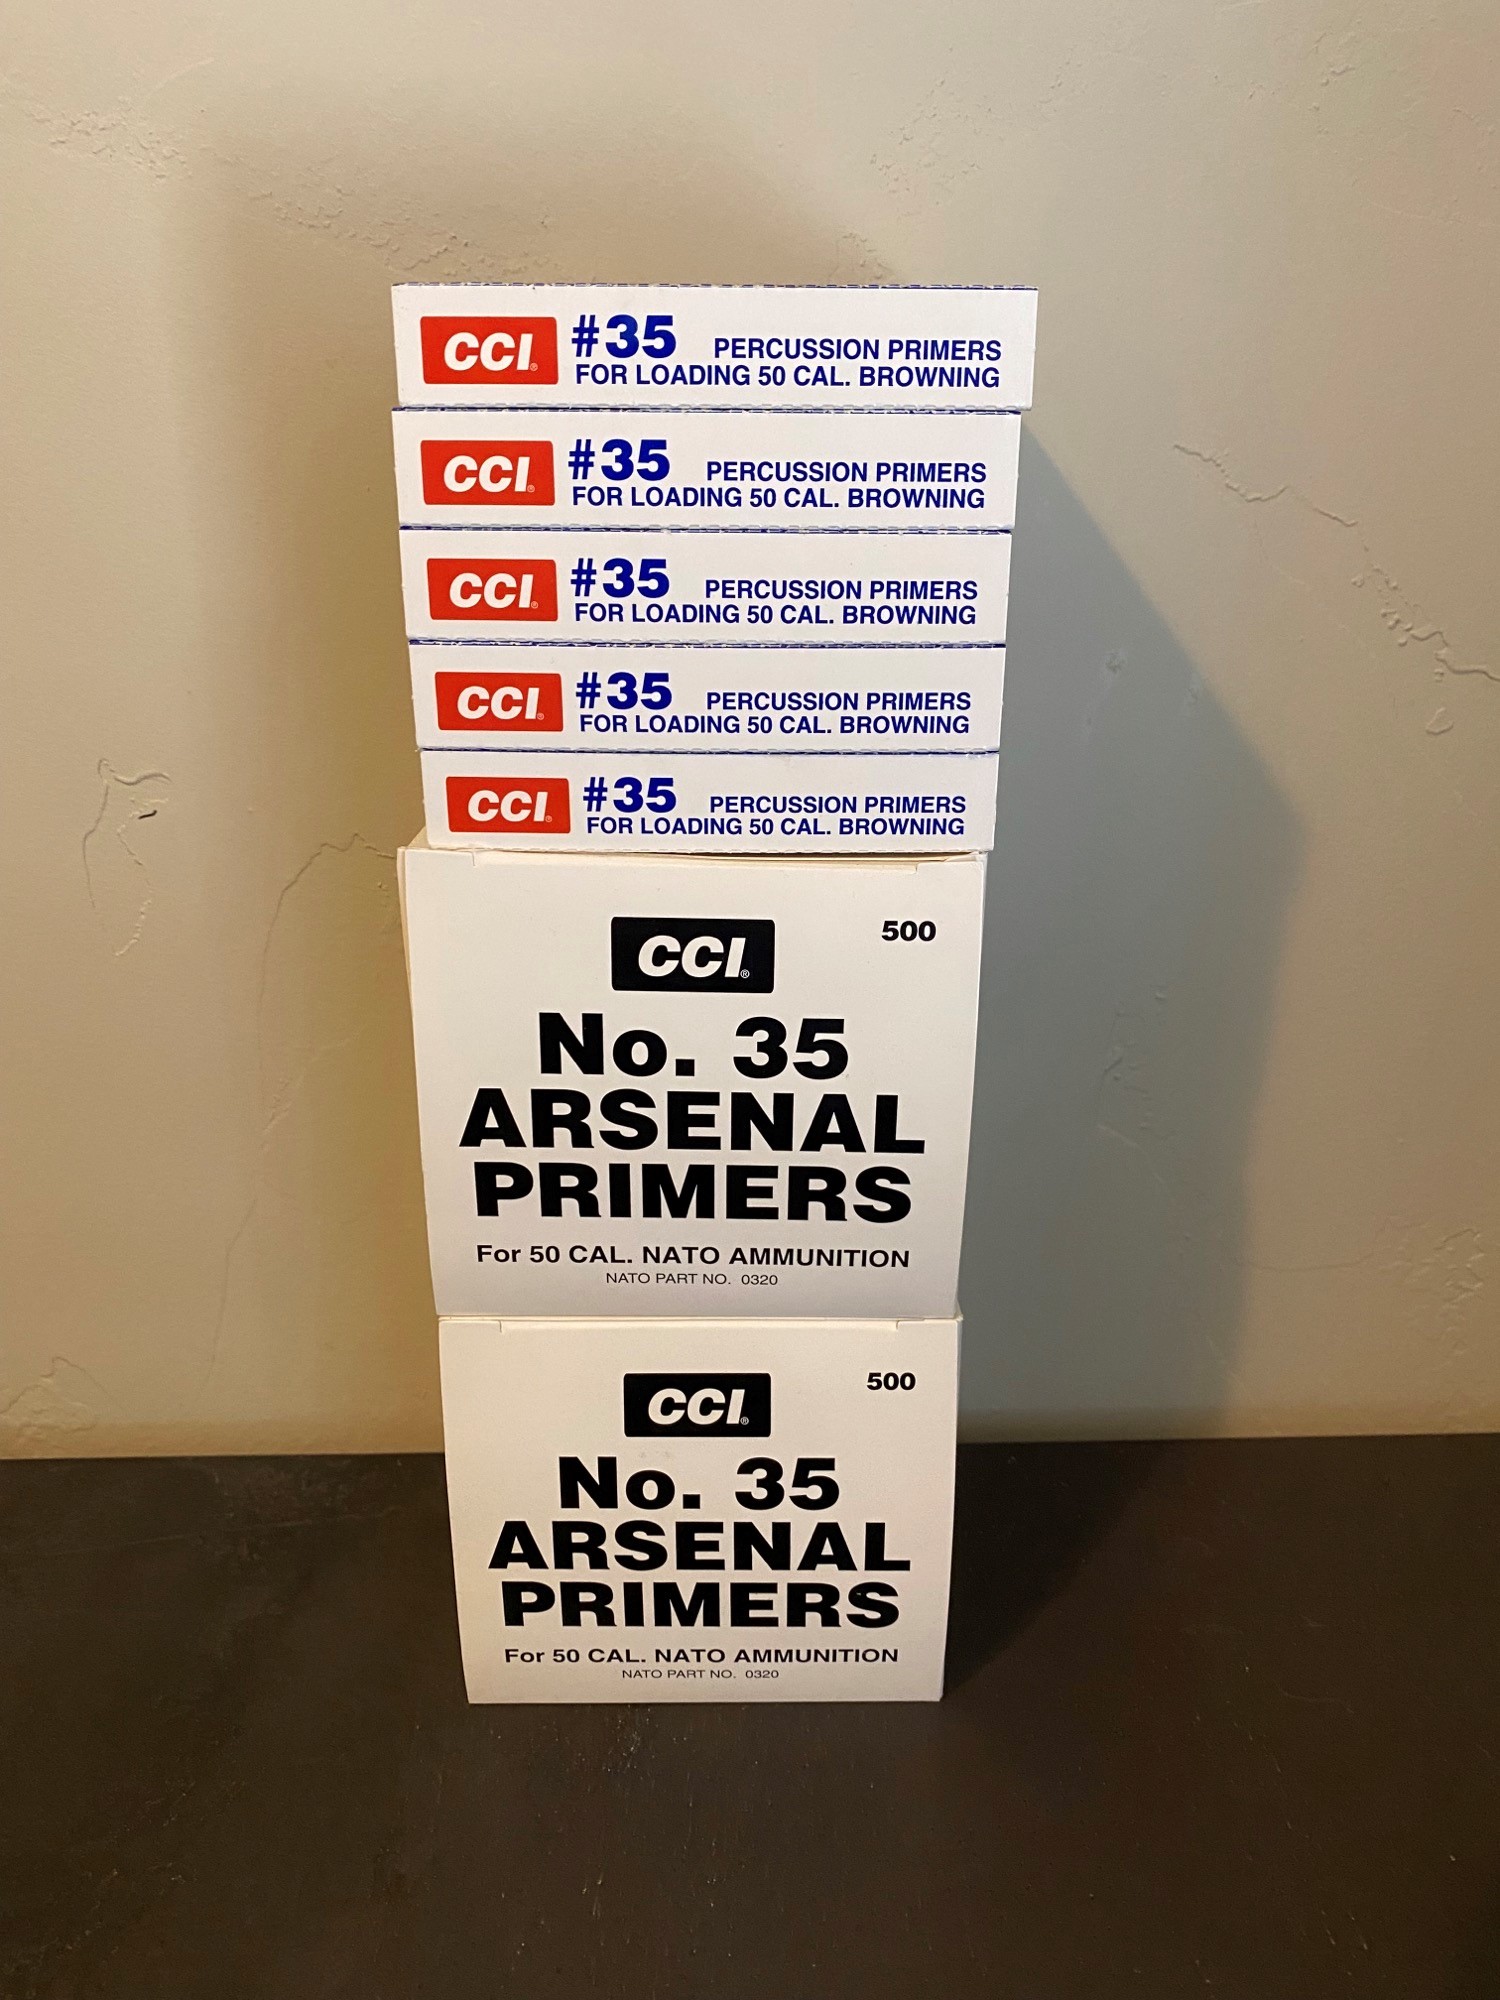 CCI® #35 PERCUSSION PRIMERS
FOR LOADING 50 CAL. BROWNING
CCI® #35 PERCUSSION PRIMERS
FOR LOADING 50 CAL. BROWNING
CCI® #35 PERCUSSION PRIMERS
FOR LOADING 50 CAL. BROWNING
CCI® #35 PERCUSSION PRIMERS
FOR LOADING 50 CAL. BROWNING
CCI® #35 PERCUSSION PRIMERS
FOR LOADING 50 CAL. BROWNING
CCI® 500
No. 35
ARSENAL
PRIMERS
For 50 CAL. NATO AMMUNITION
NATO PART NO. 0320
CCI® 500
No. 35
ARSENAL
PRIMERS
For 50 CAL. NATO AMMUNITION
NATO PART NO. 0320